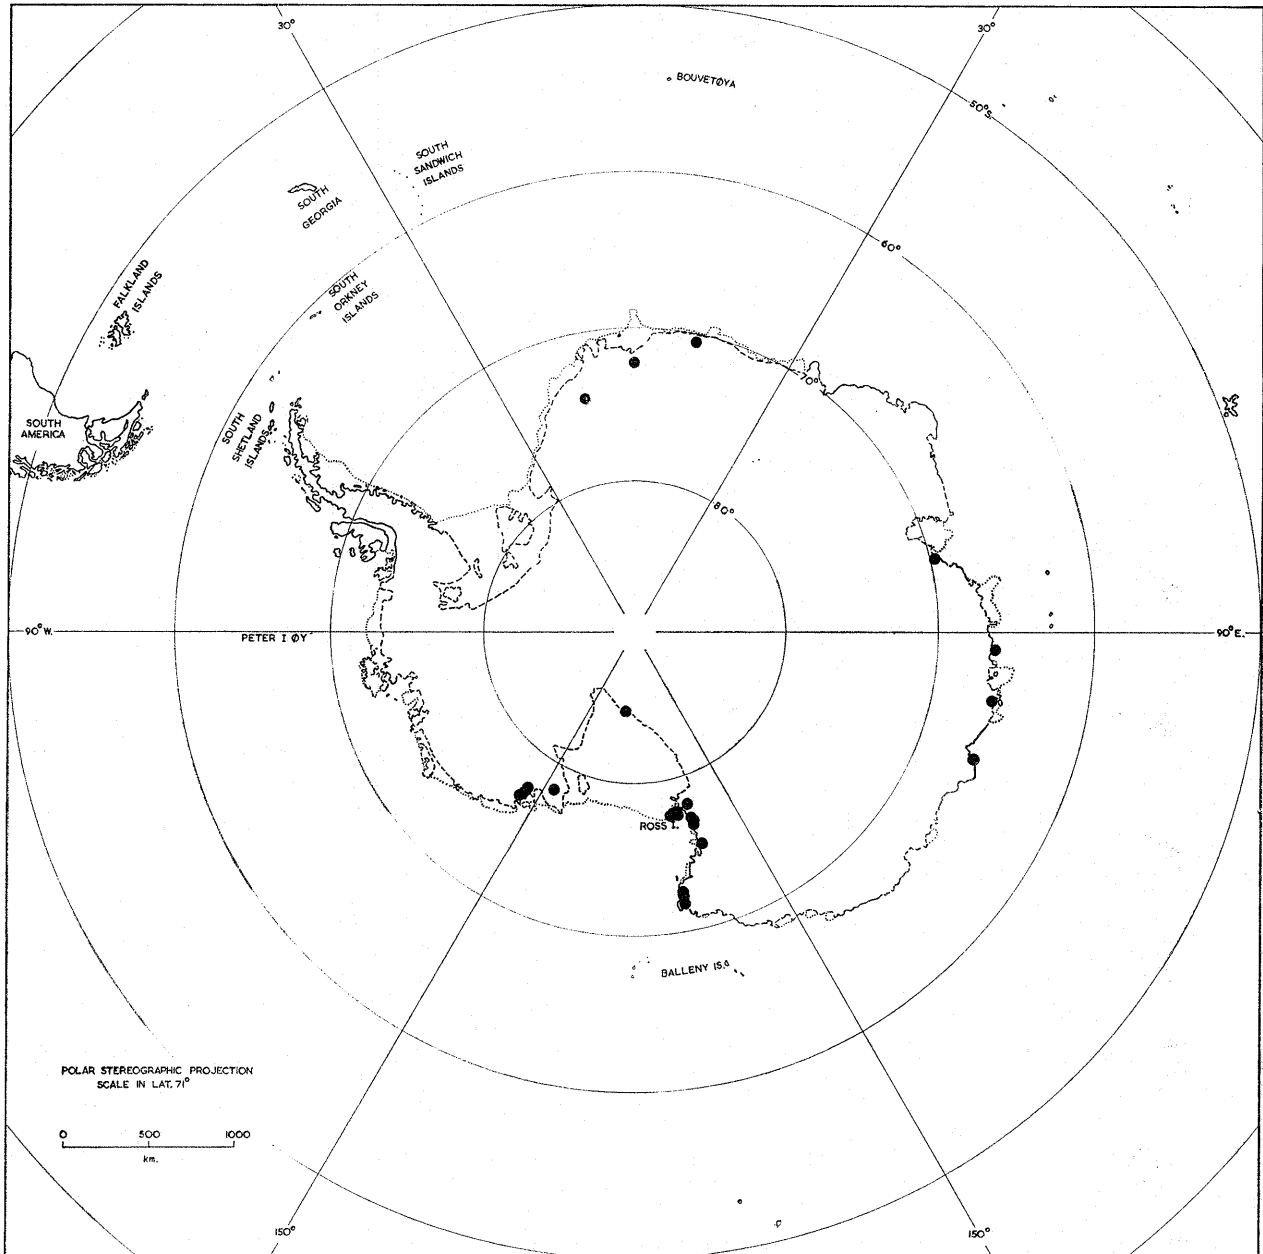 30°
30°
BOUVETØYA
50°S.
SOUTH
SANDWICH
ISLANDS
SOUTH
GEORGIA
60°
FALKLAND
ISLANDS
SOUTH
ORKNEY
ISLANDS
70°
SOUTH
AMERICA
SOUTH
SHETLAND
ISLANDS
80°
90°W.
PETER I ØY
90°E.
ROSS I.
BALLENY IS.
POLAR STEREOGRAPHIC PROJECTION
SCALE IN LAT. 71°
0 500 1000
km.
150°
150°